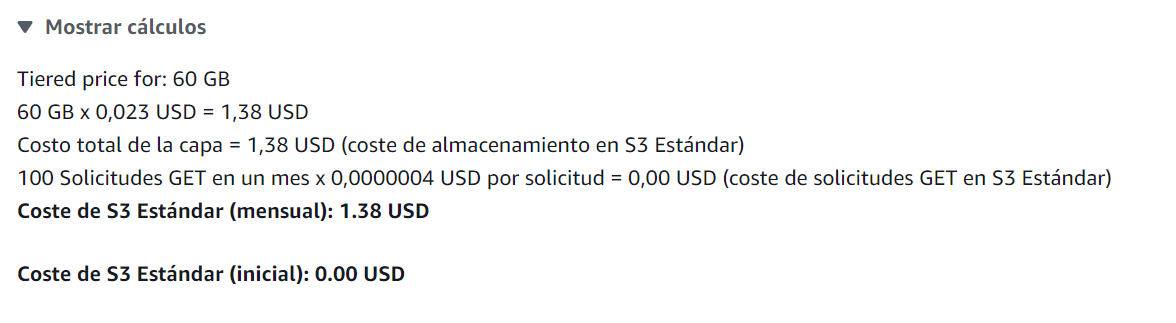 Mostrar cálculos
Tiered price for: 60 GB
60 GB x 0,023 USD = 1,38 USD
Costo total de la capa = 1,38 USD (coste de almacenamiento en S3 Estándar)
100 Solicitudes GET en un mes x 0,0000004 USD por solicitud = 0,00 USD (coste de solicitudes GET en S3 Estándar)
Coste de S3 Estándar (mensual): 1.38 USD
Coste de S3 Estándar (inicial): 0.00 USD